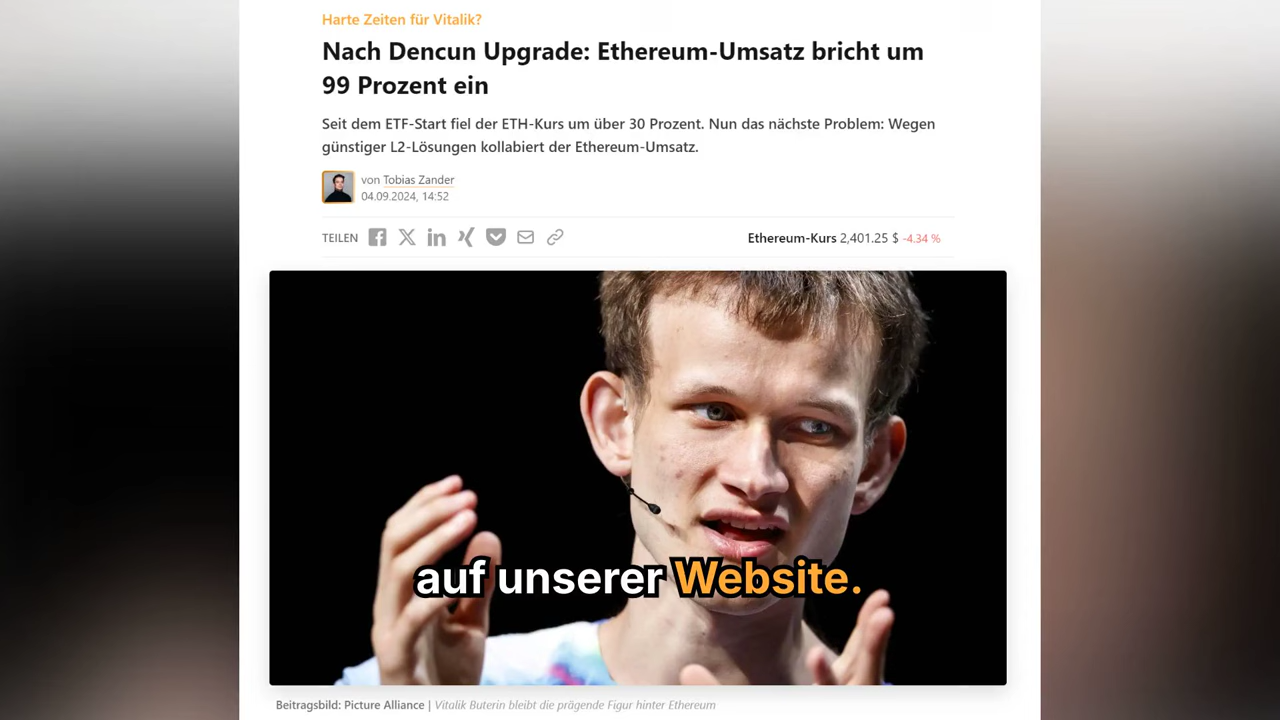 Harte Zeiten für Vitalik?
Nach Dencun Upgrade: Ethereum-Umsatz bricht um
99 Prozent ein
Seit dem ETF-Start fiel der ETH-Kurs um über 30 Prozent. Nun das nächste Problem: Wegen
günstiger L2-Lösungen kollabiert der Ethereum-Umsatz.
von Tobias Zander
04.09.2024, 14:52
TEILEN
Ethereum-Kurs 2,401.25 $ -4.34 %
auf unserer Website.
Beitragsbild: Picture Alliance | Vitalik Buterin bleibt die prägende Figur hinter Ethereum